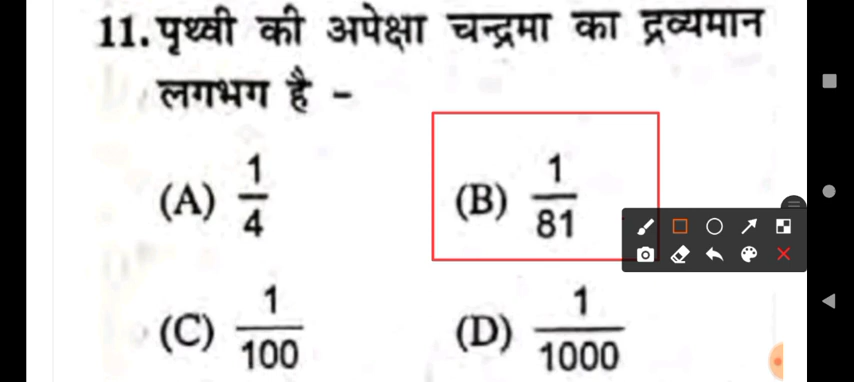 11. पृथ्वी की अपेक्षा चन्द्रमा का द्रव्यमान
लगभग है -
(A) 1/4
(B) 1/81
(C) 1/100
(D) 1/1000